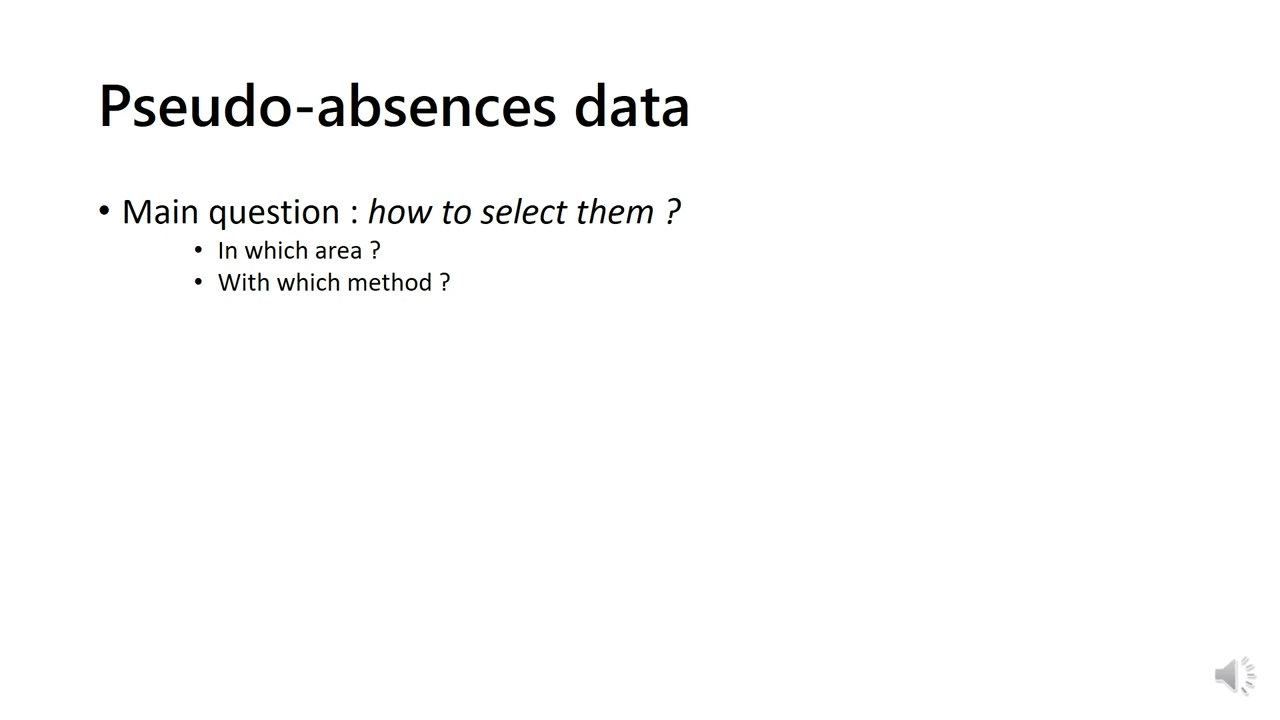 Pseudo-absences data
• Main question : how to select them ?
• In which area ?
• With which method ?